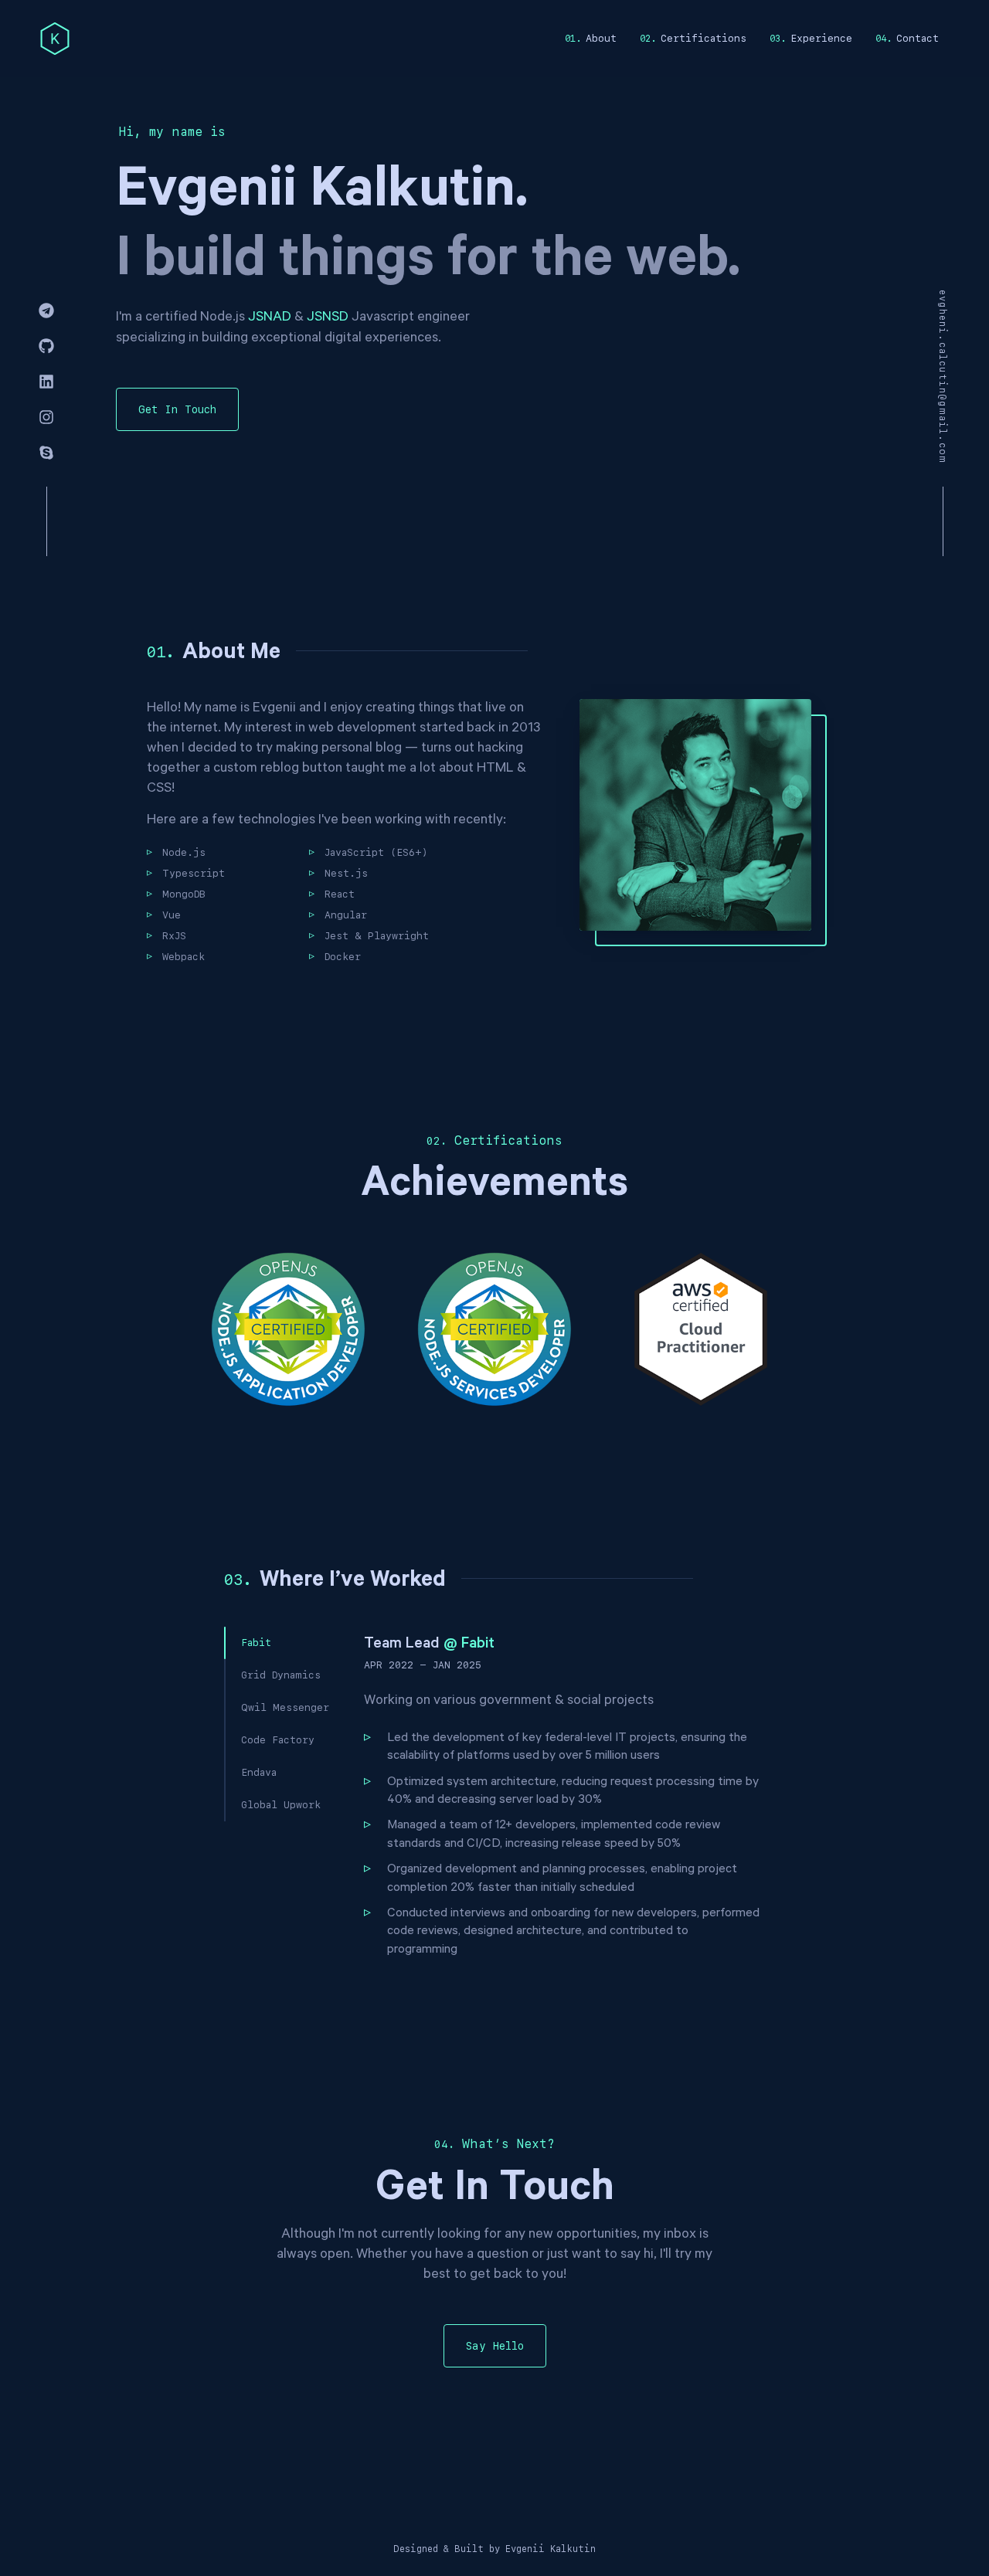 K
01. About
02. Certifications
03. Experience
04. Contact
Hi, my name is
Evgenii Kalkutin.
I build things for the web.
I'm a certified Node.js JSNAD & JSNSD Javascript engineer
specializing in building exceptional digital experiences.
Get In Touch
evgheni.calcutin@gmail.com
01. About Me
Hello! My name is Evgenii and I enjoy creating things that live on
the internet. My interest in web development started back in 2013
when I decided to try making personal blog — turns out hacking
together a custom reblog button taught me a lot about HTML &
CSS!
Here are a few technologies I've been working with recently:
▹ Node.js
▹ JavaScript (ES6+)
▹ Typescript
▹ Nest.js
▹ MongoDB
▹ React
▹ Vue
▹ Angular
▹ RxJS
▹ Jest & Playwright
▹ Webpack
▹ Docker
02. Certifications
Achievements
OPENJS
CERTIFIED
NODE.JS APPLICATION DEVELOPER
OPENJS
CERTIFIED
NODE.JS SERVICES DEVELOPER
aws
certified
Cloud
Practitioner
03. Where I’ve Worked
Fabit
Grid Dynamics
Qwil Messenger
Code Factory
Endava
Global Upwork
Team Lead @ Fabit
APR 2022 — JAN 2025
Working on various government & social projects
▹ Led the development of key federal-level IT projects, ensuring the
scalability of platforms used by over 5 million users
▹ Optimized system architecture, reducing request processing time by
40% and decreasing server load by 30%
▹ Managed a team of 12+ developers, implemented code review
standards and CI/CD, increasing release speed by 50%
▹ Organized development and planning processes, enabling project
completion 20% faster than initially scheduled
▹ Conducted interviews and onboarding for new developers, performed
code reviews, designed architecture, and contributed to
programming
04. What’s Next?
Get In Touch
Although I'm not currently looking for any new opportunities, my inbox is
always open. Whether you have a question or just want to say hi, I'll try my
best to get back to you!
Say Hello
Designed & Built by Evgenii Kalkutin